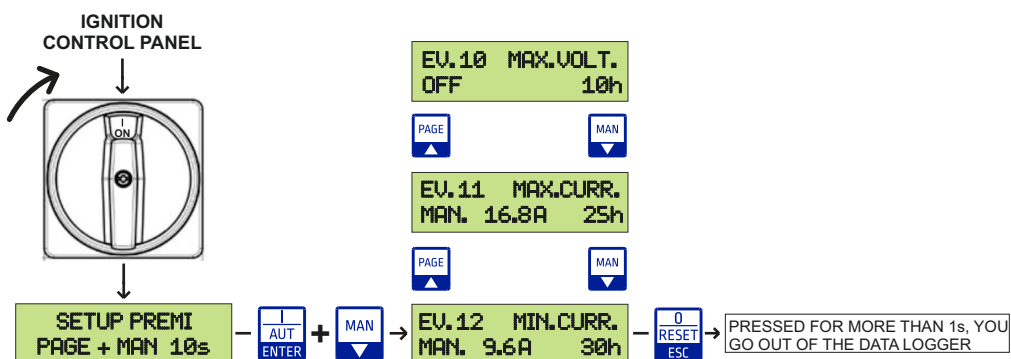 IGNITION
CONTROL PANEL
I
ON
SETUP PREMI
PAGE + MAN 10s
I
AUT
ENTER
+
MAN
EV.10 MAX.VOLT.
OFF 10h
PAGE
MAN
EV.11 MAX.CURR.
MAN. 16.8A 25h
PAGE
MAN
EV.12 MIN.CURR.
MAN. 9.6A 30h
0
RESET
ESC
PRESSED FOR MORE THAN 1s, YOU
GO OUT OF THE DATA LOGGER